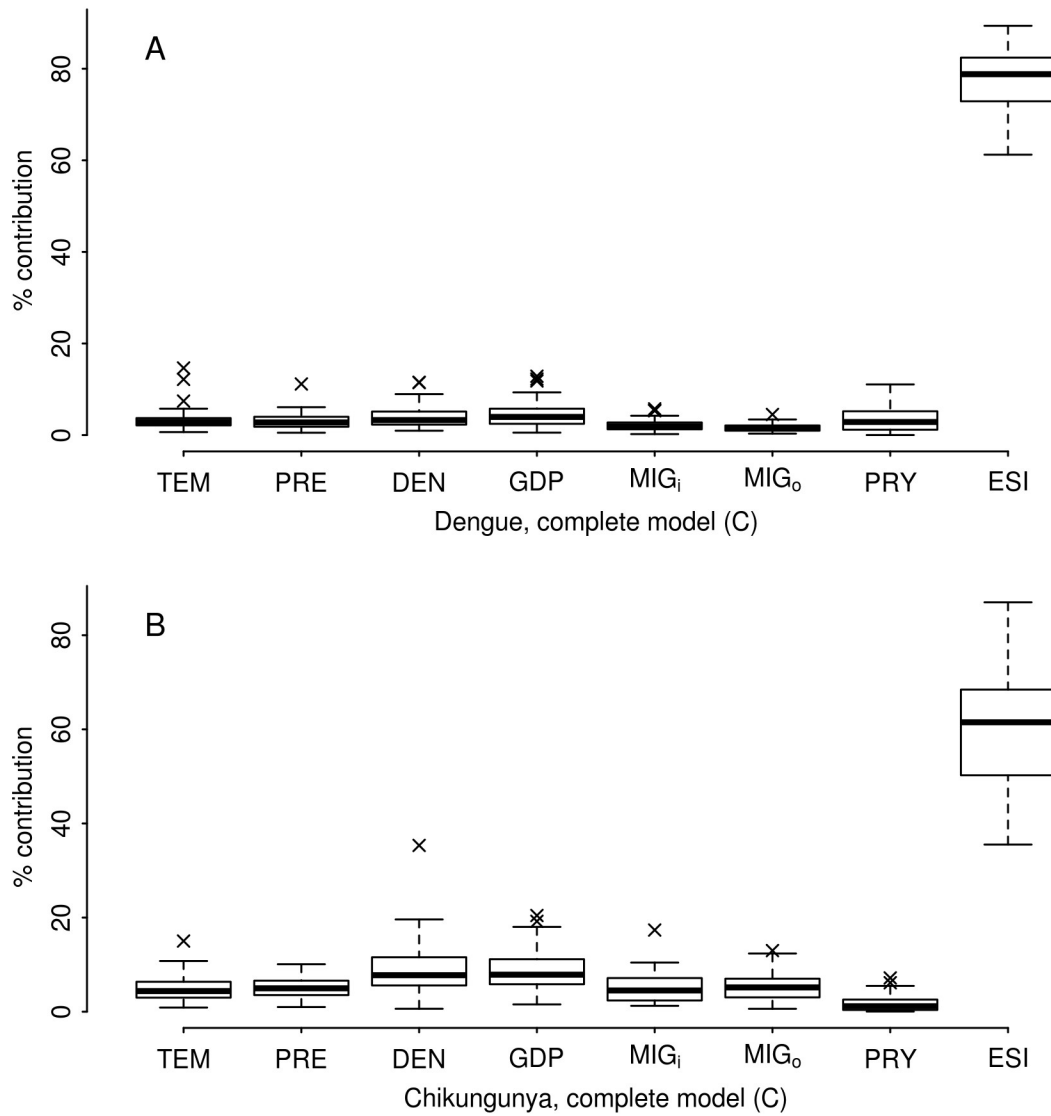 A
80
60
40
20
0
% contribution
TEM PRE DEN GDP MIGi MIGo PRY ESI
Dengue, complete model (C)
B
80
60
40
20
0
% contribution
TEM PRE DEN GDP MIGi MIGo PRY ESI
Chikungunya, complete model (C)